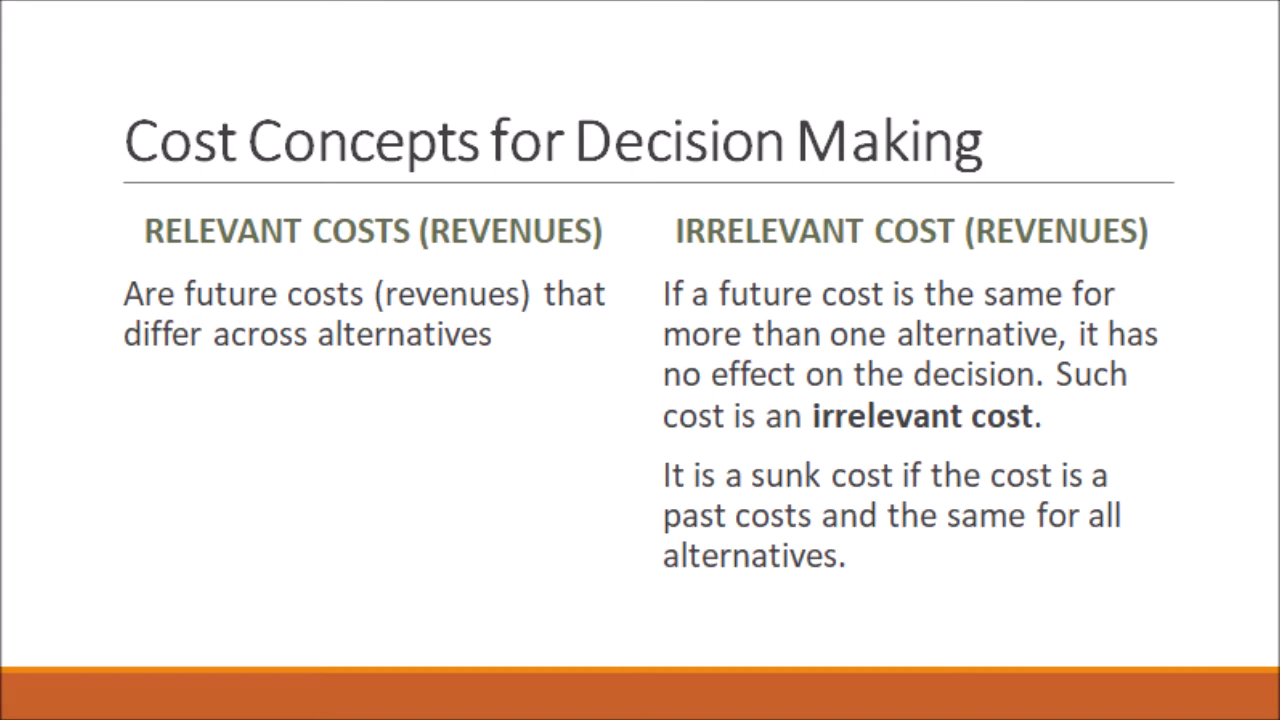 Cost Concepts for Decision Making
RELEVANT COSTS (REVENUES)
Are future costs (revenues) that
differ across alternatives
IRRELEVANT COST (REVENUES)
If a future cost is the same for
more than one alternative, it has
no effect on the decision. Such
cost is an irrelevant cost.
It is a sunk cost if the cost is a
past costs and the same for all
alternatives.